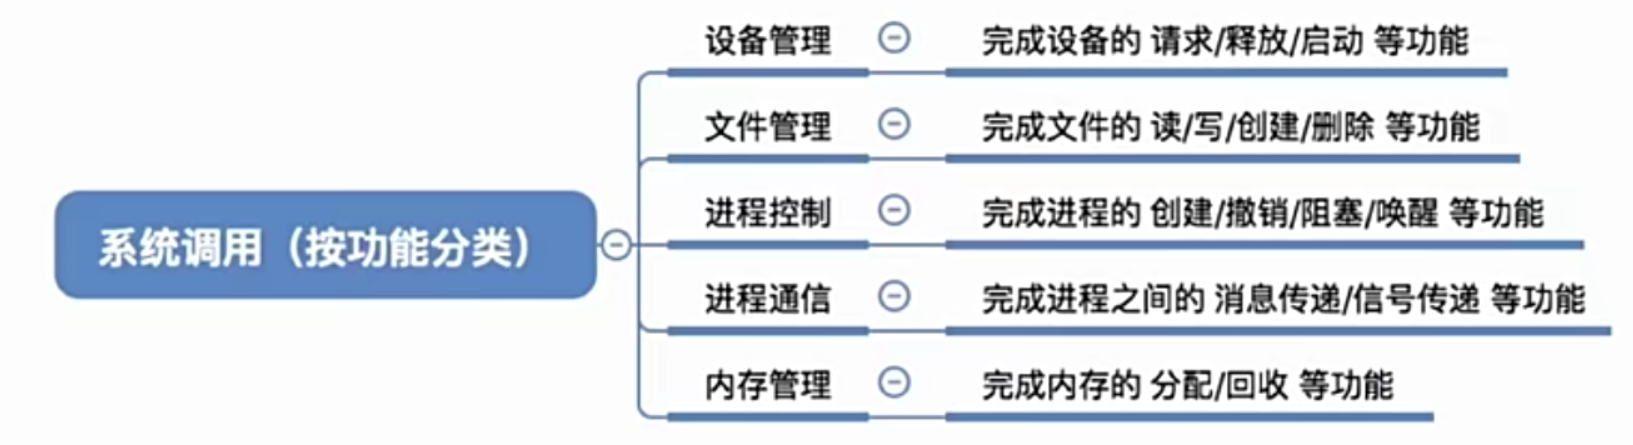 设备管理 完成设备的 请求/释放/启动 等功能
文件管理 完成文件的 读/写/创建/删除 等功能
系统调用（按功能分类）
进程控制 完成进程的 创建/撤销/阻塞/唤醒 等功能
进程通信 完成进程之间的 消息传递/信号传递 等功能
内存管理 完成内存的 分配/回收 等功能